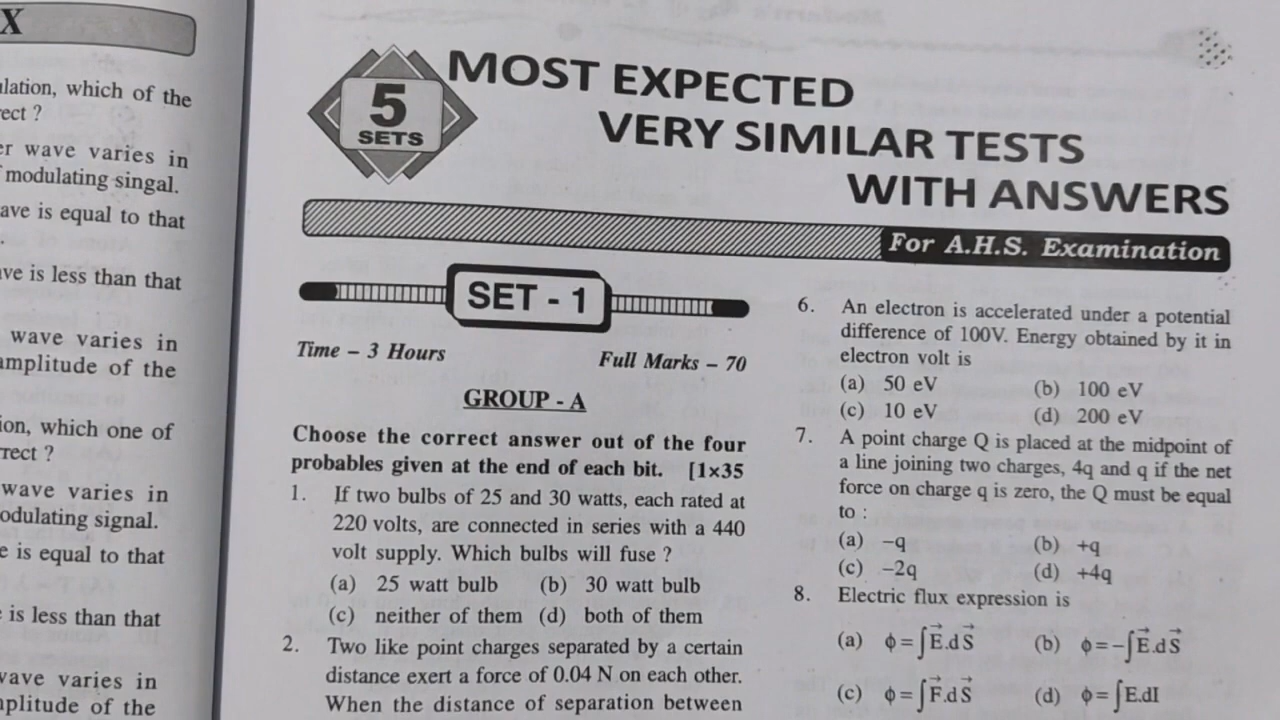 X
lation, which of the
ect ?
er wave varies in
modulating singal.
ave is equal to that
ve is less than that
wave varies in
amplitude of the
ion, which one of
rect ?
wave varies in
odulating signal.
e is equal to that
is less than that
wave varies in
plitude of the
5
SETS
MOST EXPECTED
VERY SIMILAR TESTS
WITH ANSWERS
For A.H.S. Examination
SET - 1
Time – 3 Hours Full Marks – 70
GROUP - A
Choose the correct answer out of the four
probables given at the end of each bit. [1×35
1. If two bulbs of 25 and 30 watts, each rated at
220 volts, are connected in series with a 440
volt supply. Which bulbs will fuse ?
(a) 25 watt bulb (b) 30 watt bulb
(c) neither of them (d) both of them
2. Two like point charges separated by a certain
distance exert a force of 0.04 N on each other.
When the distance of separation between
6. An electron is accelerated under a potential
difference of 100V. Energy obtained by it in
electron volt is
(a) 50 eV (b) 100 eV
(c) 10 eV (d) 200 eV
7. A point charge Q is placed at the midpoint of
a line joining two charges, 4q and q if the net
force on charge q is zero, the Q must be equal
to :
(a) –q (b) +q
(c) –2q (d) +4q
8. Electric flux expression is
(a) ϕ=∫E⃗.dS⃗ (b) ϕ=–∫E⃗.dS⃗
(c) ϕ=∫F⃗.dS⃗ (d) ϕ=∫E.dI